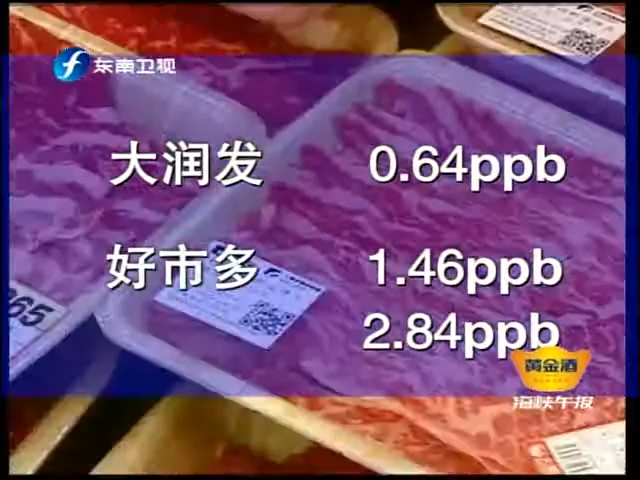 东南卫视
大润发 0.64ppb
好市多 1.46ppb
2.84ppb
黄金酒
海峡午报